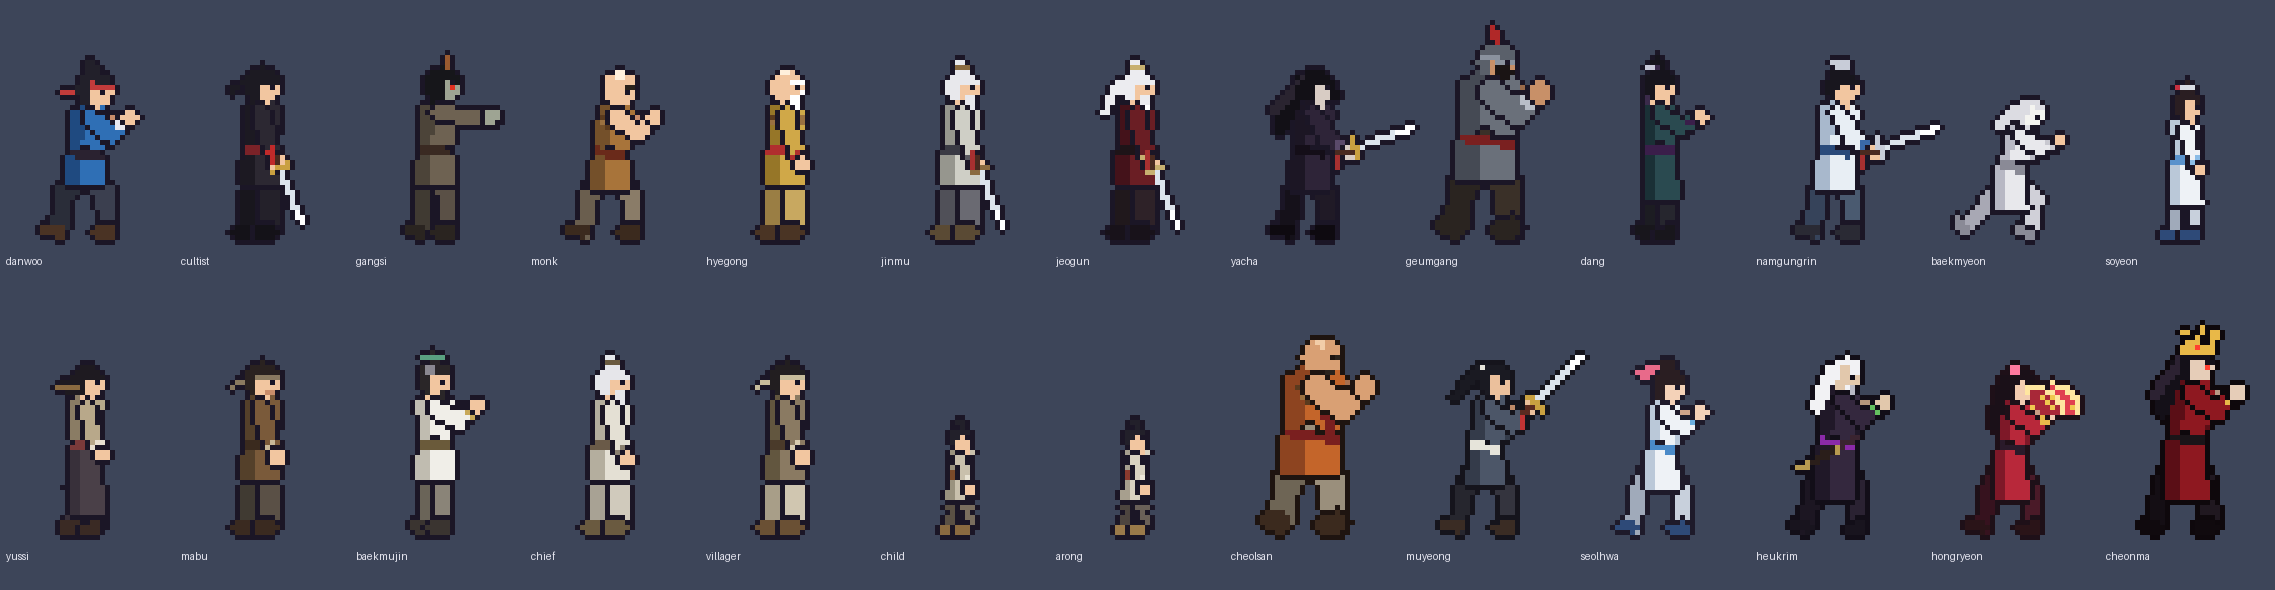 danwoo cultist gangsi monk hyegong jinmu jeogun yacha geumgang dang namgungrin baekmyeon soyeon
yussi mabu baekmujin chief villager child arong cheolsan muyeong seolhwa heukrim hongryeon cheonma